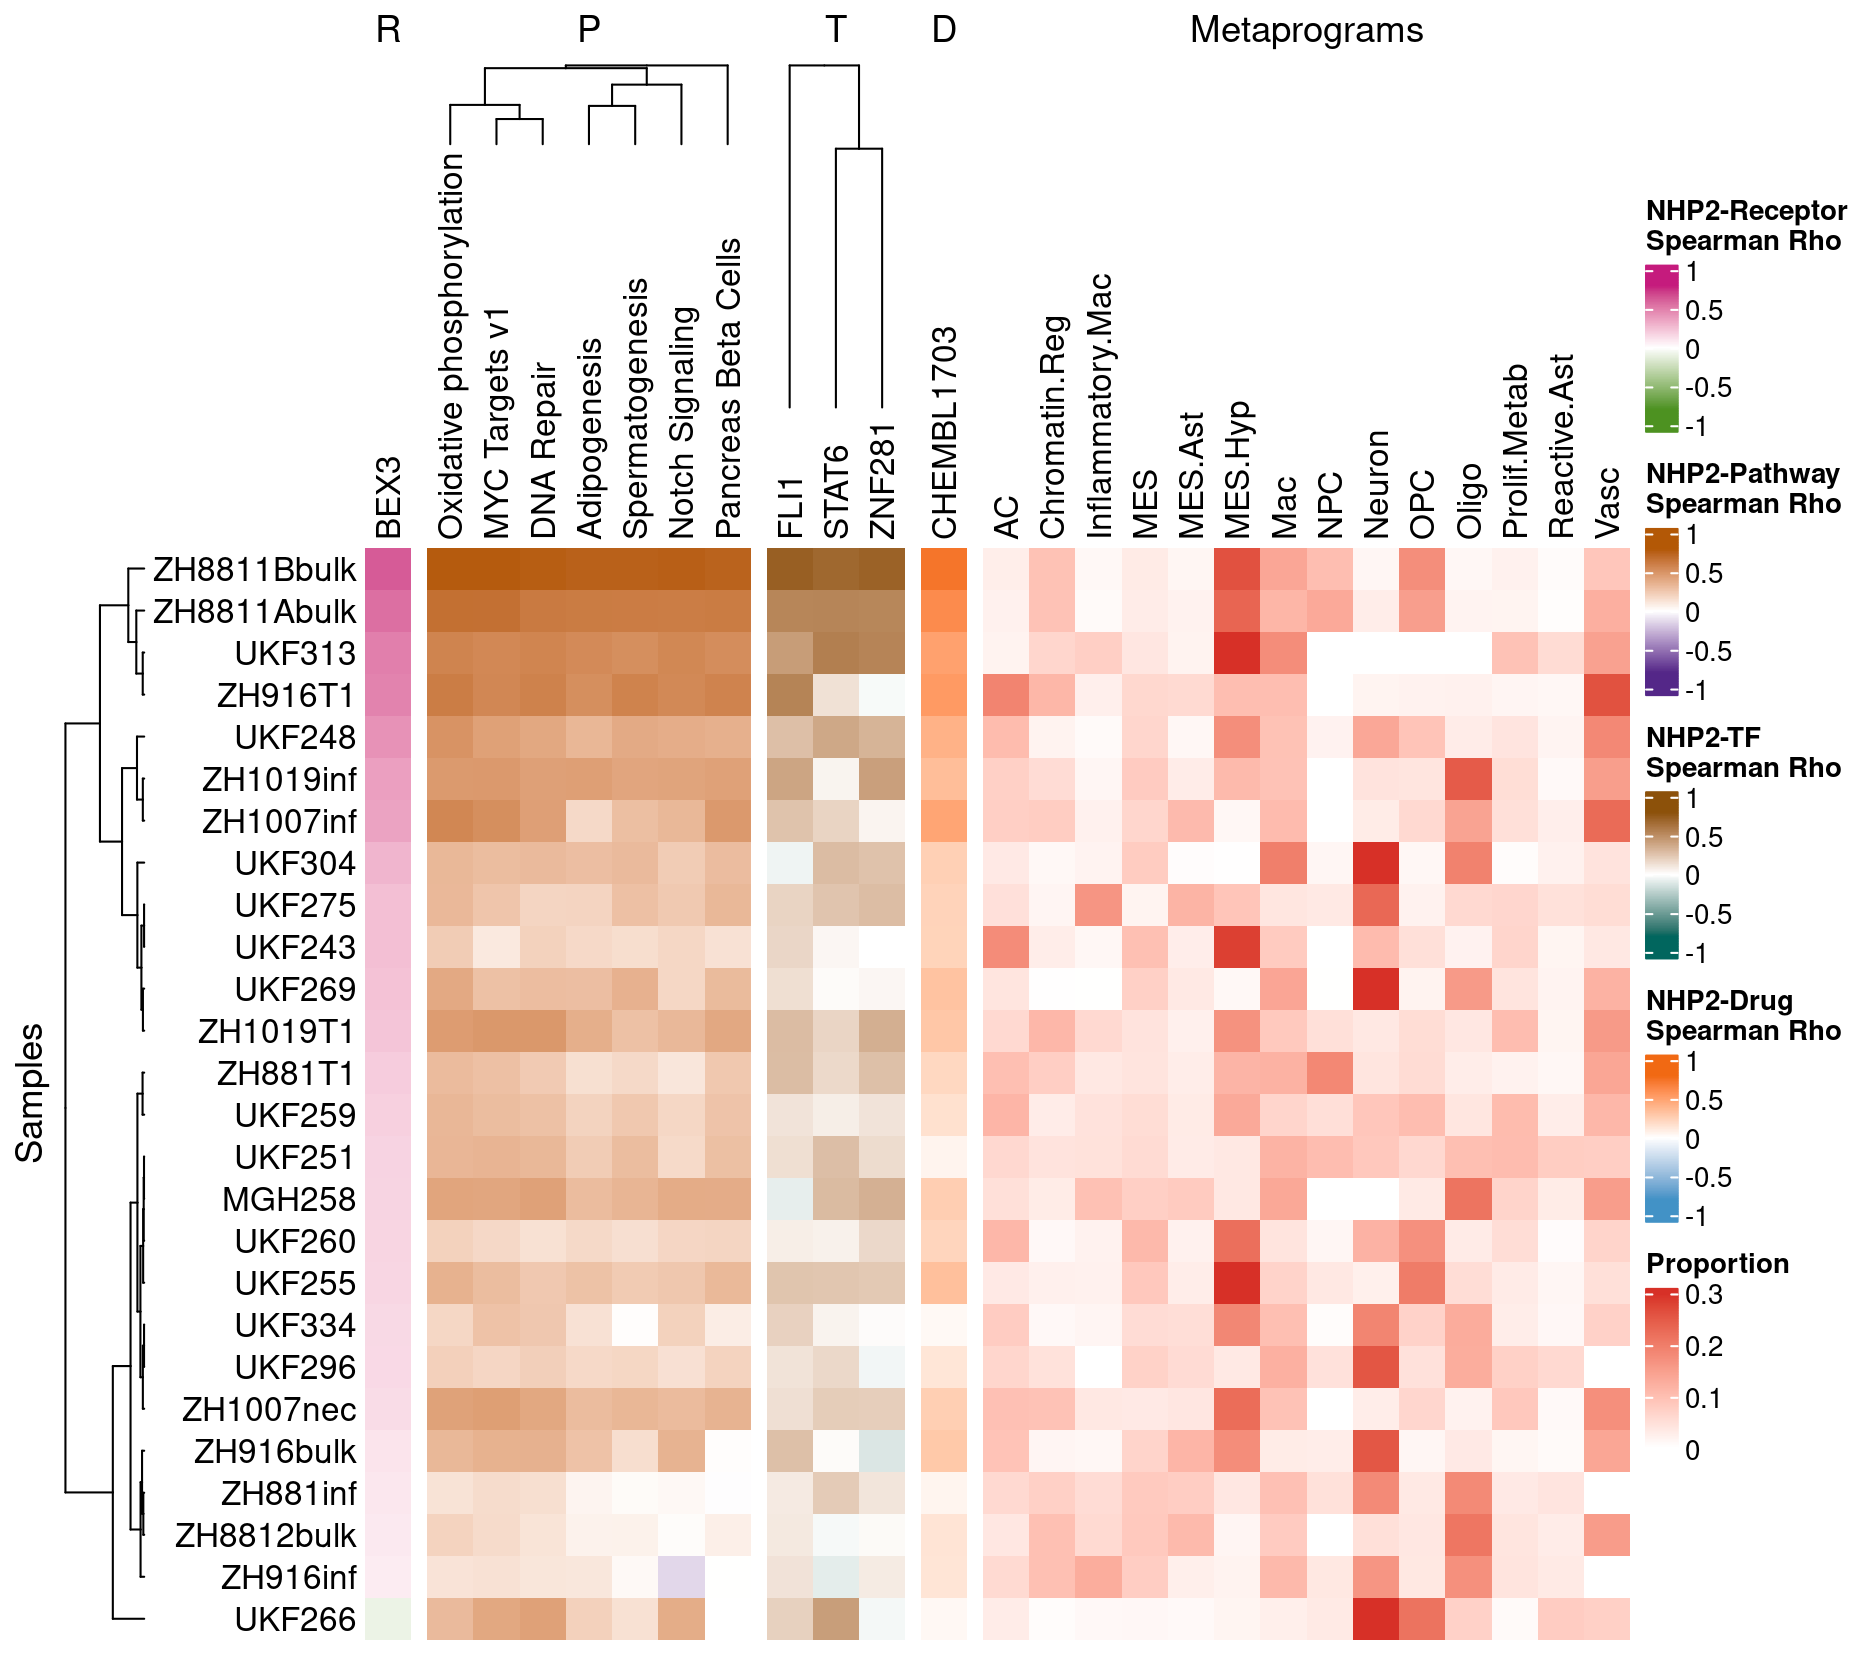 R P T D Metaprograms
BEX3
Oxidative phosphorylation
MYC Targets v1
DNA Repair
Adipogenesis
Spermatogenesis
Notch Signaling
Pancreas Beta Cells
FLI1
STAT6
ZNF281
CHEMBL1703
AC
Chromatin.Reg
Inflammatory.Mac
MES
MES.Ast
MES.Hyp
Mac
NPC
Neuron
OPC
Oligo
Prolif.Metab
Reactive.Ast
Vasc
Samples
ZH8811Bbulk
ZH8811Abulk
UKF313
ZH916T1
UKF248
ZH1019inf
ZH1007inf
UKF304
UKF275
UKF243
UKF269
ZH1019T1
ZH881T1
UKF259
UKF251
MGH258
UKF260
UKF255
UKF334
UKF296
ZH1007nec
ZH916bulk
ZH881inf
ZH8812bulk
ZH916inf
UKF266
NHP2-Receptor
Spearman Rho
1
0.5
0
-0.5
-1
NHP2-Pathway
Spearman Rho
1
0.5
0
-0.5
-1
NHP2-TF
Spearman Rho
1
0.5
0
-0.5
-1
NHP2-Drug
Spearman Rho
1
0.5
0
-0.5
-1
Proportion
0.3
0.2
0.1
0